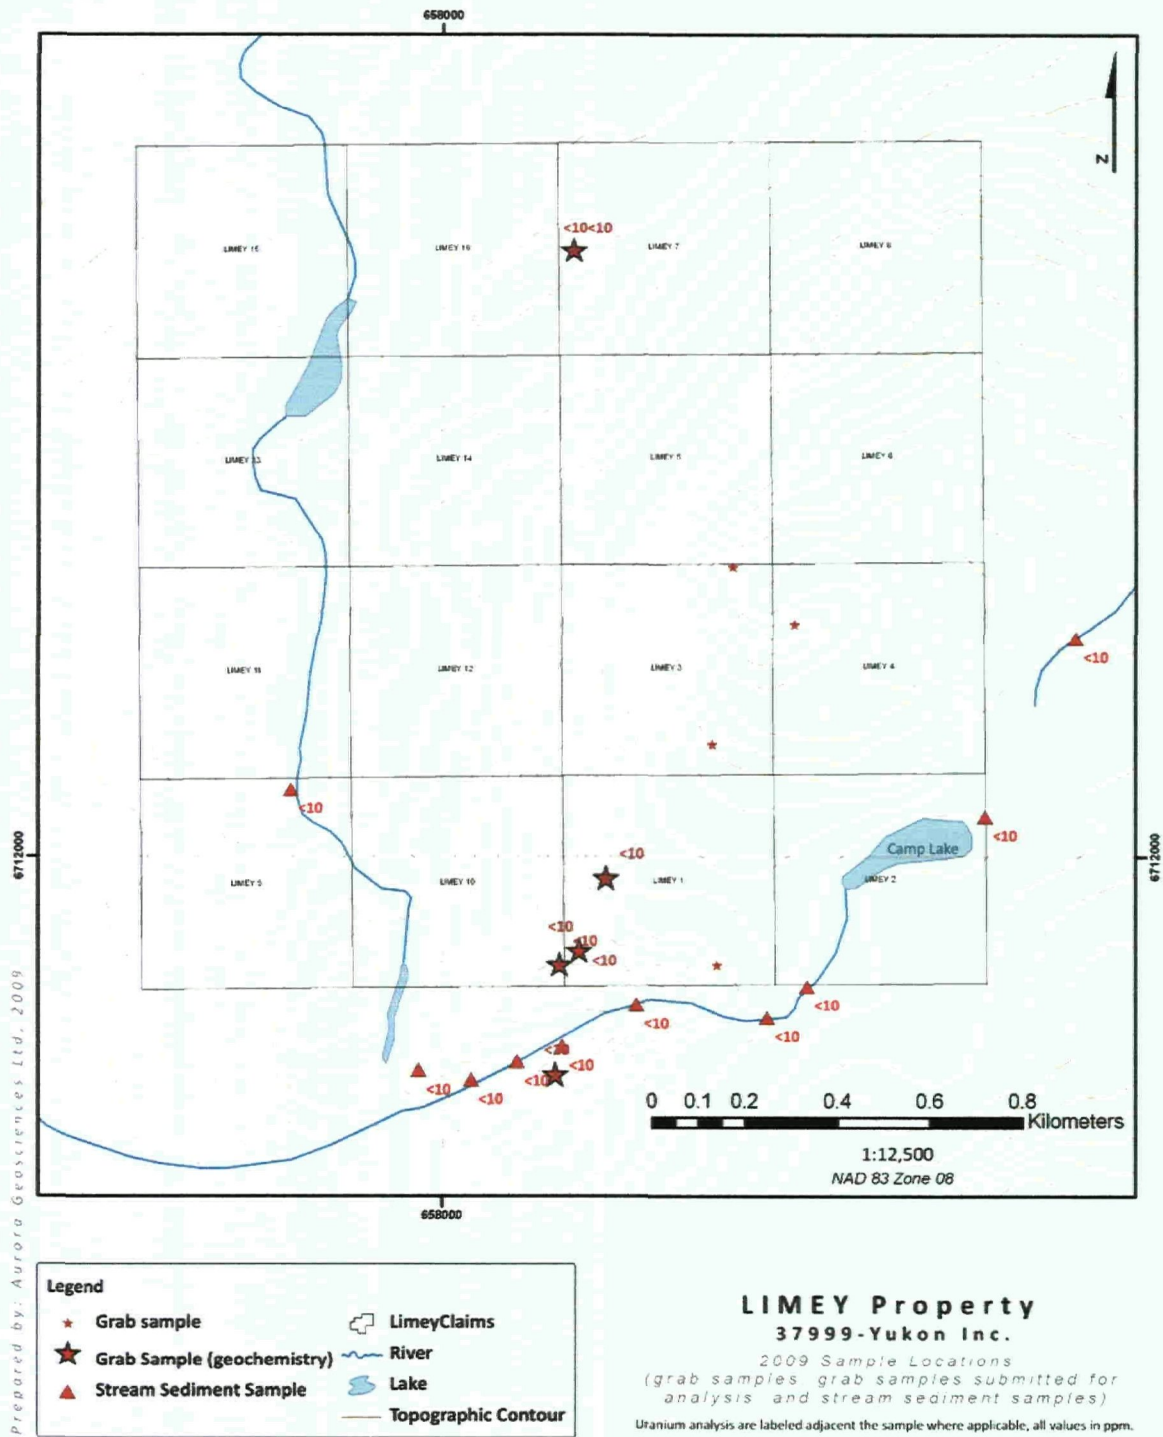 658000
N
<10<10
LIMEY 15
LIMEY 16
LIMEY 7
LIMEY 8
LIMEY 13
LIMEY 14
LIMEY 5
LIMEY 6
<10
LIMEY 11
LIMEY 12
LIMEY 3
LIMEY 4
<10
<10
Camp Lake
6712000
6712000
<10
LIMEY 9
LIMEY 10
LIMEY 1
LIMEY 2
<10
<10
<10
<10
<10
<10
<10
<10
<10
<10
0 0.1 0.2 0.4 0.6 0.8
Kilometers
1:12,500
NAD 83 Zone 08
658000
Prepared by: Aurora Geosciences Ltd, 2009
Legend
Grab sample
Grab Sample (geochemistry)
Stream Sediment Sample
LimeyClaims
River
Lake
Topographic Contour
LIMEY Property
37999-Yukon Inc.
2009 Sample Locations
(grab samples grab samples submitted for
analysis and stream sediment samples)
Uranium analysis are labeled adjacent the sample where applicable, all values in ppm.